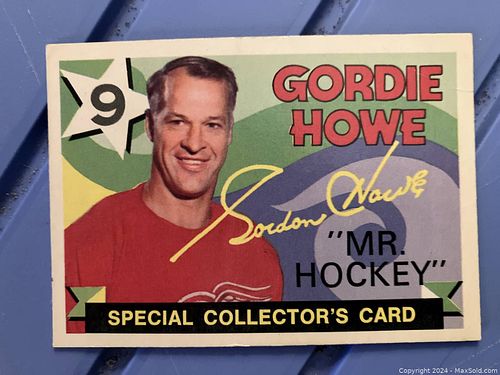 9
GORDIE
HOWE
Gordon Howe
"MR.
HOCKEY"
SPECIAL COLLECTOR'S CARD
Copyright 2024 - MaxSold.com